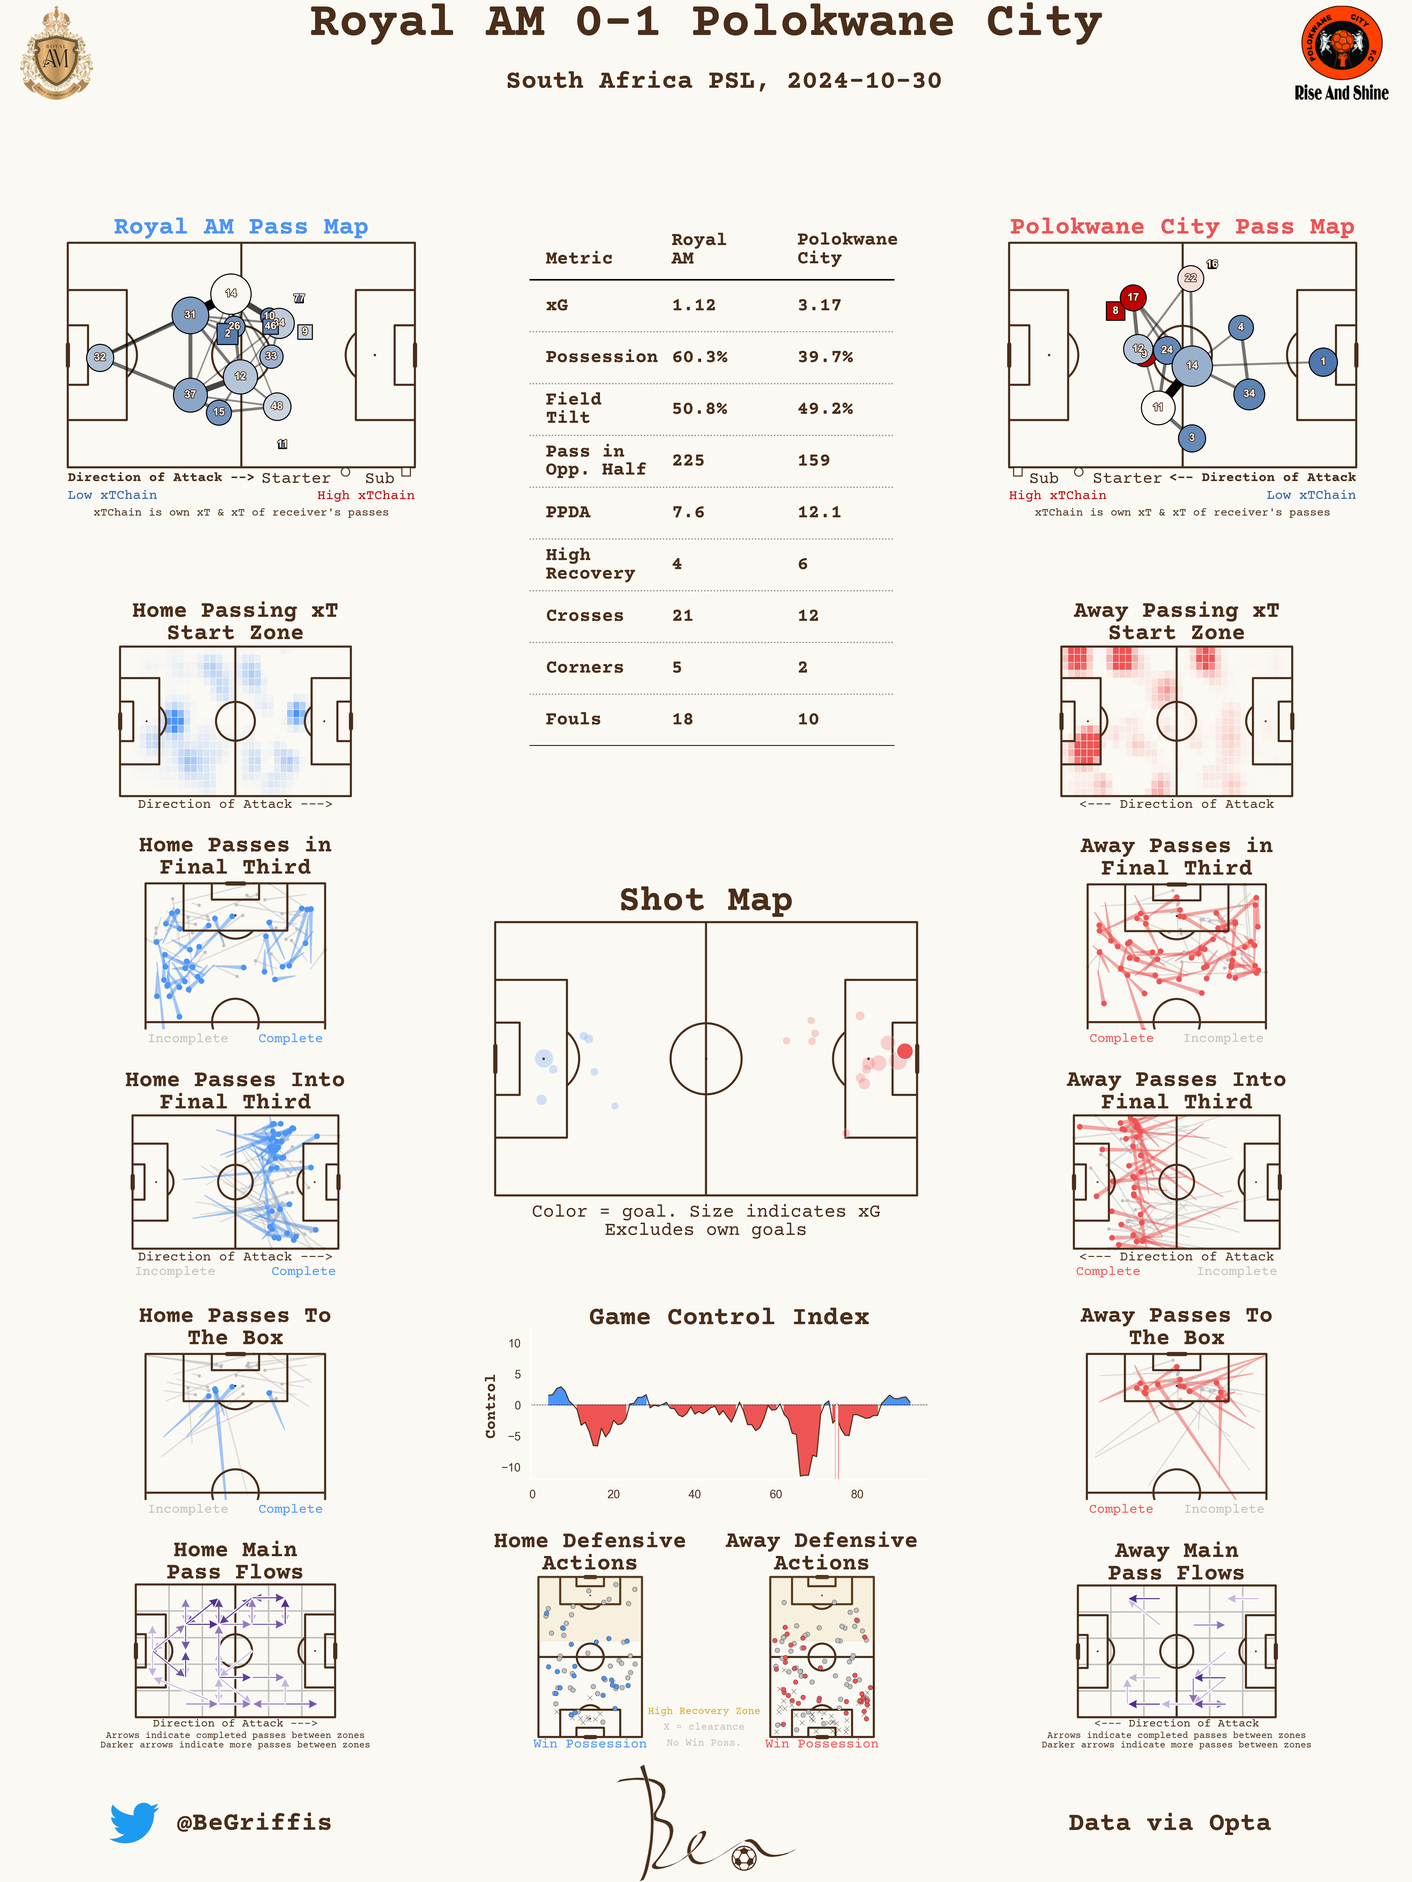 Royal AM 0-1 Polokwane City
South Africa PSL, 2024-10-30
ROYAL
AM
POLOKWANE CITY F.C
Rise And Shine
Royal AM Pass Map
14
77
31
10
34
46
26
2
9
33
32
12
37
15
48
11
Direction of Attack --> Starter Sub
Low xTChain High xTChain
xTChain is own xT & xT of receiver's passes
Metric Royal AM Polokwane City
xG 1.12 3.17
Possession 60.3% 39.7%
Field Tilt 50.8% 49.2%
Pass in Opp. Half 225 159
PPDA 7.6 12.1
High Recovery 4 6
Crosses 21 12
Corners 5 2
Fouls 18 10
Polokwane City Pass Map
16
22
17
8
4
12
9
24
14
1
34
11
3
Sub Starter <-- Direction of Attack
High xTChain Low xTChain
xTChain is own xT & xT of receiver's passes
Home Passing xT
Start Zone
Direction of Attack --->
Away Passing xT
Start Zone
<--- Direction of Attack
Home Passes in
Final Third
Incomplete Complete
Away Passes in
Final Third
Complete Incomplete
Shot Map
Color = goal. Size indicates xG
Excludes own goals
Home Passes Into
Final Third
Direction of Attack --->
Incomplete Complete
Away Passes Into
Final Third
<--- Direction of Attack
Complete Incomplete
Home Passes To
The Box
Incomplete Complete
Game Control Index
Control
10
5
0
−5
−10
0 20 40 60 80
Away Passes To
The Box
Complete Incomplete
Home Main
Pass Flows
Direction of Attack --->
Arrows indicate completed passes between zones
Darker arrows indicate more passes between zones
Home Defensive
Actions
Win Possession
High Recovery Zone
X = clearance
No Win Poss.
Away Defensive
Actions
Win Possession
Away Main
Pass Flows
<--- Direction of Attack
Arrows indicate completed passes between zones
Darker arrows indicate more passes between zones
@BeGriffis
Ben
Data via Opta